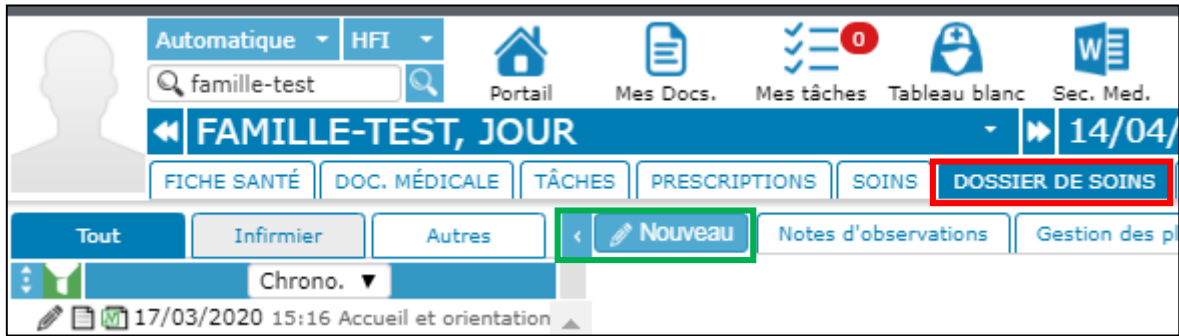 Automatique HFI
famille-test
Portail Mes Docs. Mes tâches 0 Tableau blanc W Sec. Med.
FAMILLE-TEST, JOUR 14/04/
FICHE SANTÉ DOC. MÉDICALE TÂCHES PRESCRIPTIONS SOINS DOSSIER DE SOINS
Tout Infirmier Autres < Nouveau Notes d'observations Gestion des pl
Chrono. ▼
17/03/2020 15:16 Accueil et orientation